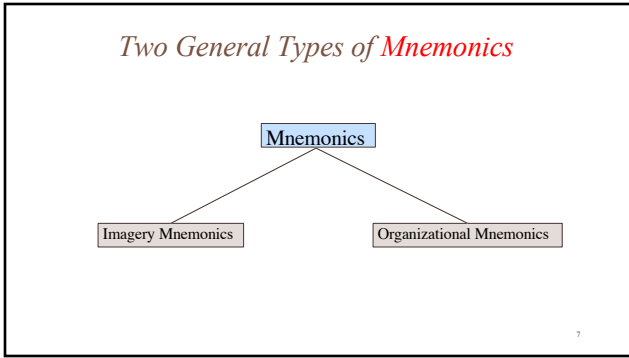 Two General Types of Mnemonics
Mnemonics
Imagery Mnemonics
Organizational Mnemonics
7